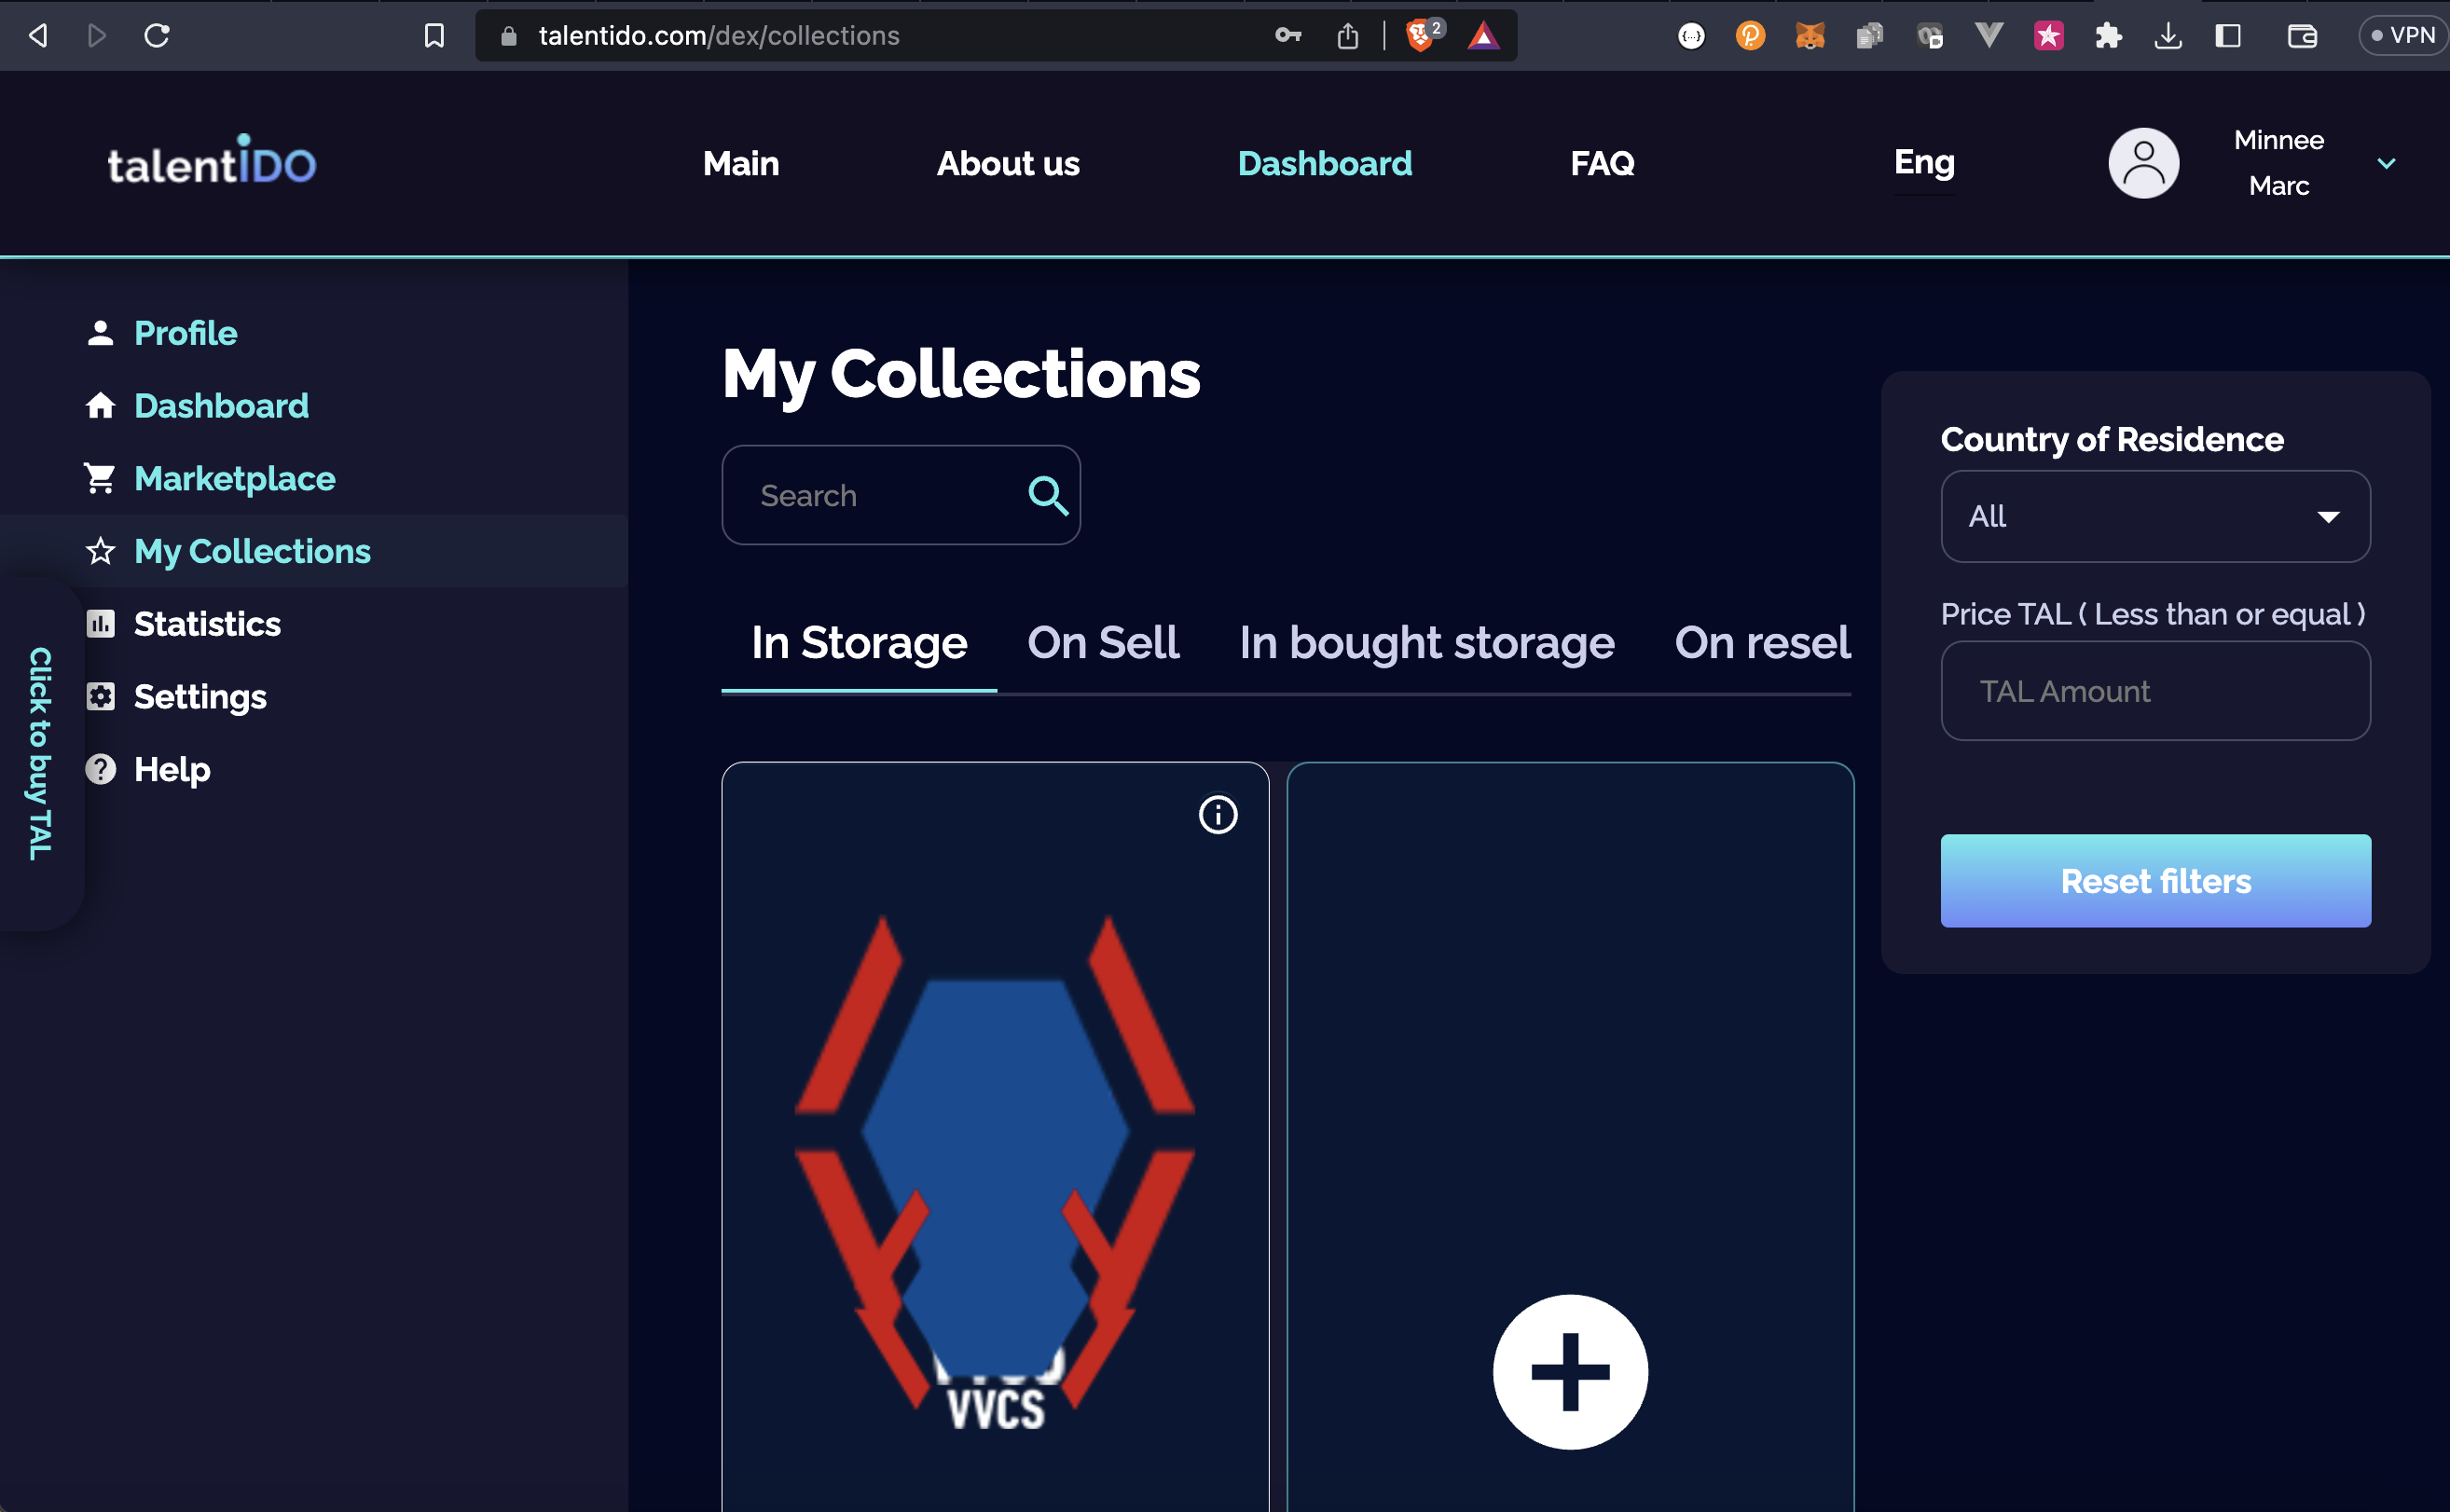 talentido.com/dex/collections
2
VPN
talentIDO
Main
About us
Dashboard
FAQ
Eng
Minnee
Marc
Profile
Dashboard
Marketplace
My Collections
Statistics
Settings
Help
Click to buy TAL
My Collections
Search
In Storage
On Sell
In bought storage
On resel
VVCS
Country of Residence
All
Price TAL ( Less than or equal )
TAL Amount
Reset filters